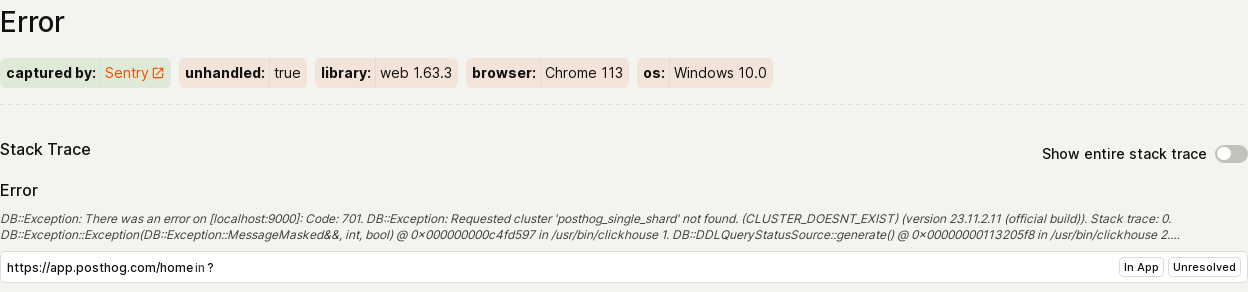 Error
captured by: Sentry unhandled: true library: web 1.63.3 browser: Chrome 113 os: Windows 10.0
Stack Trace
Show entire stack trace
Error
DB::Exception: There was an error on [localhost:9000]: Code: 701. DB::Exception: Requested cluster 'posthog_single_shard' not found. (CLUSTER_DOESNT_EXIST) (version 23.11.2.11 (official build)). Stack trace: 0.
DB::Exception::Exception(DB::Exception::MessageMasked&&, int, bool) @ 0x000000000c4fd597 in /usr/bin/clickhouse 1. DB::DDLQueryStatusSource::generate() @ 0x00000000113205f8 in /usr/bin/clickhouse 2....
https://app.posthog.com/home in ? In App Unresolved